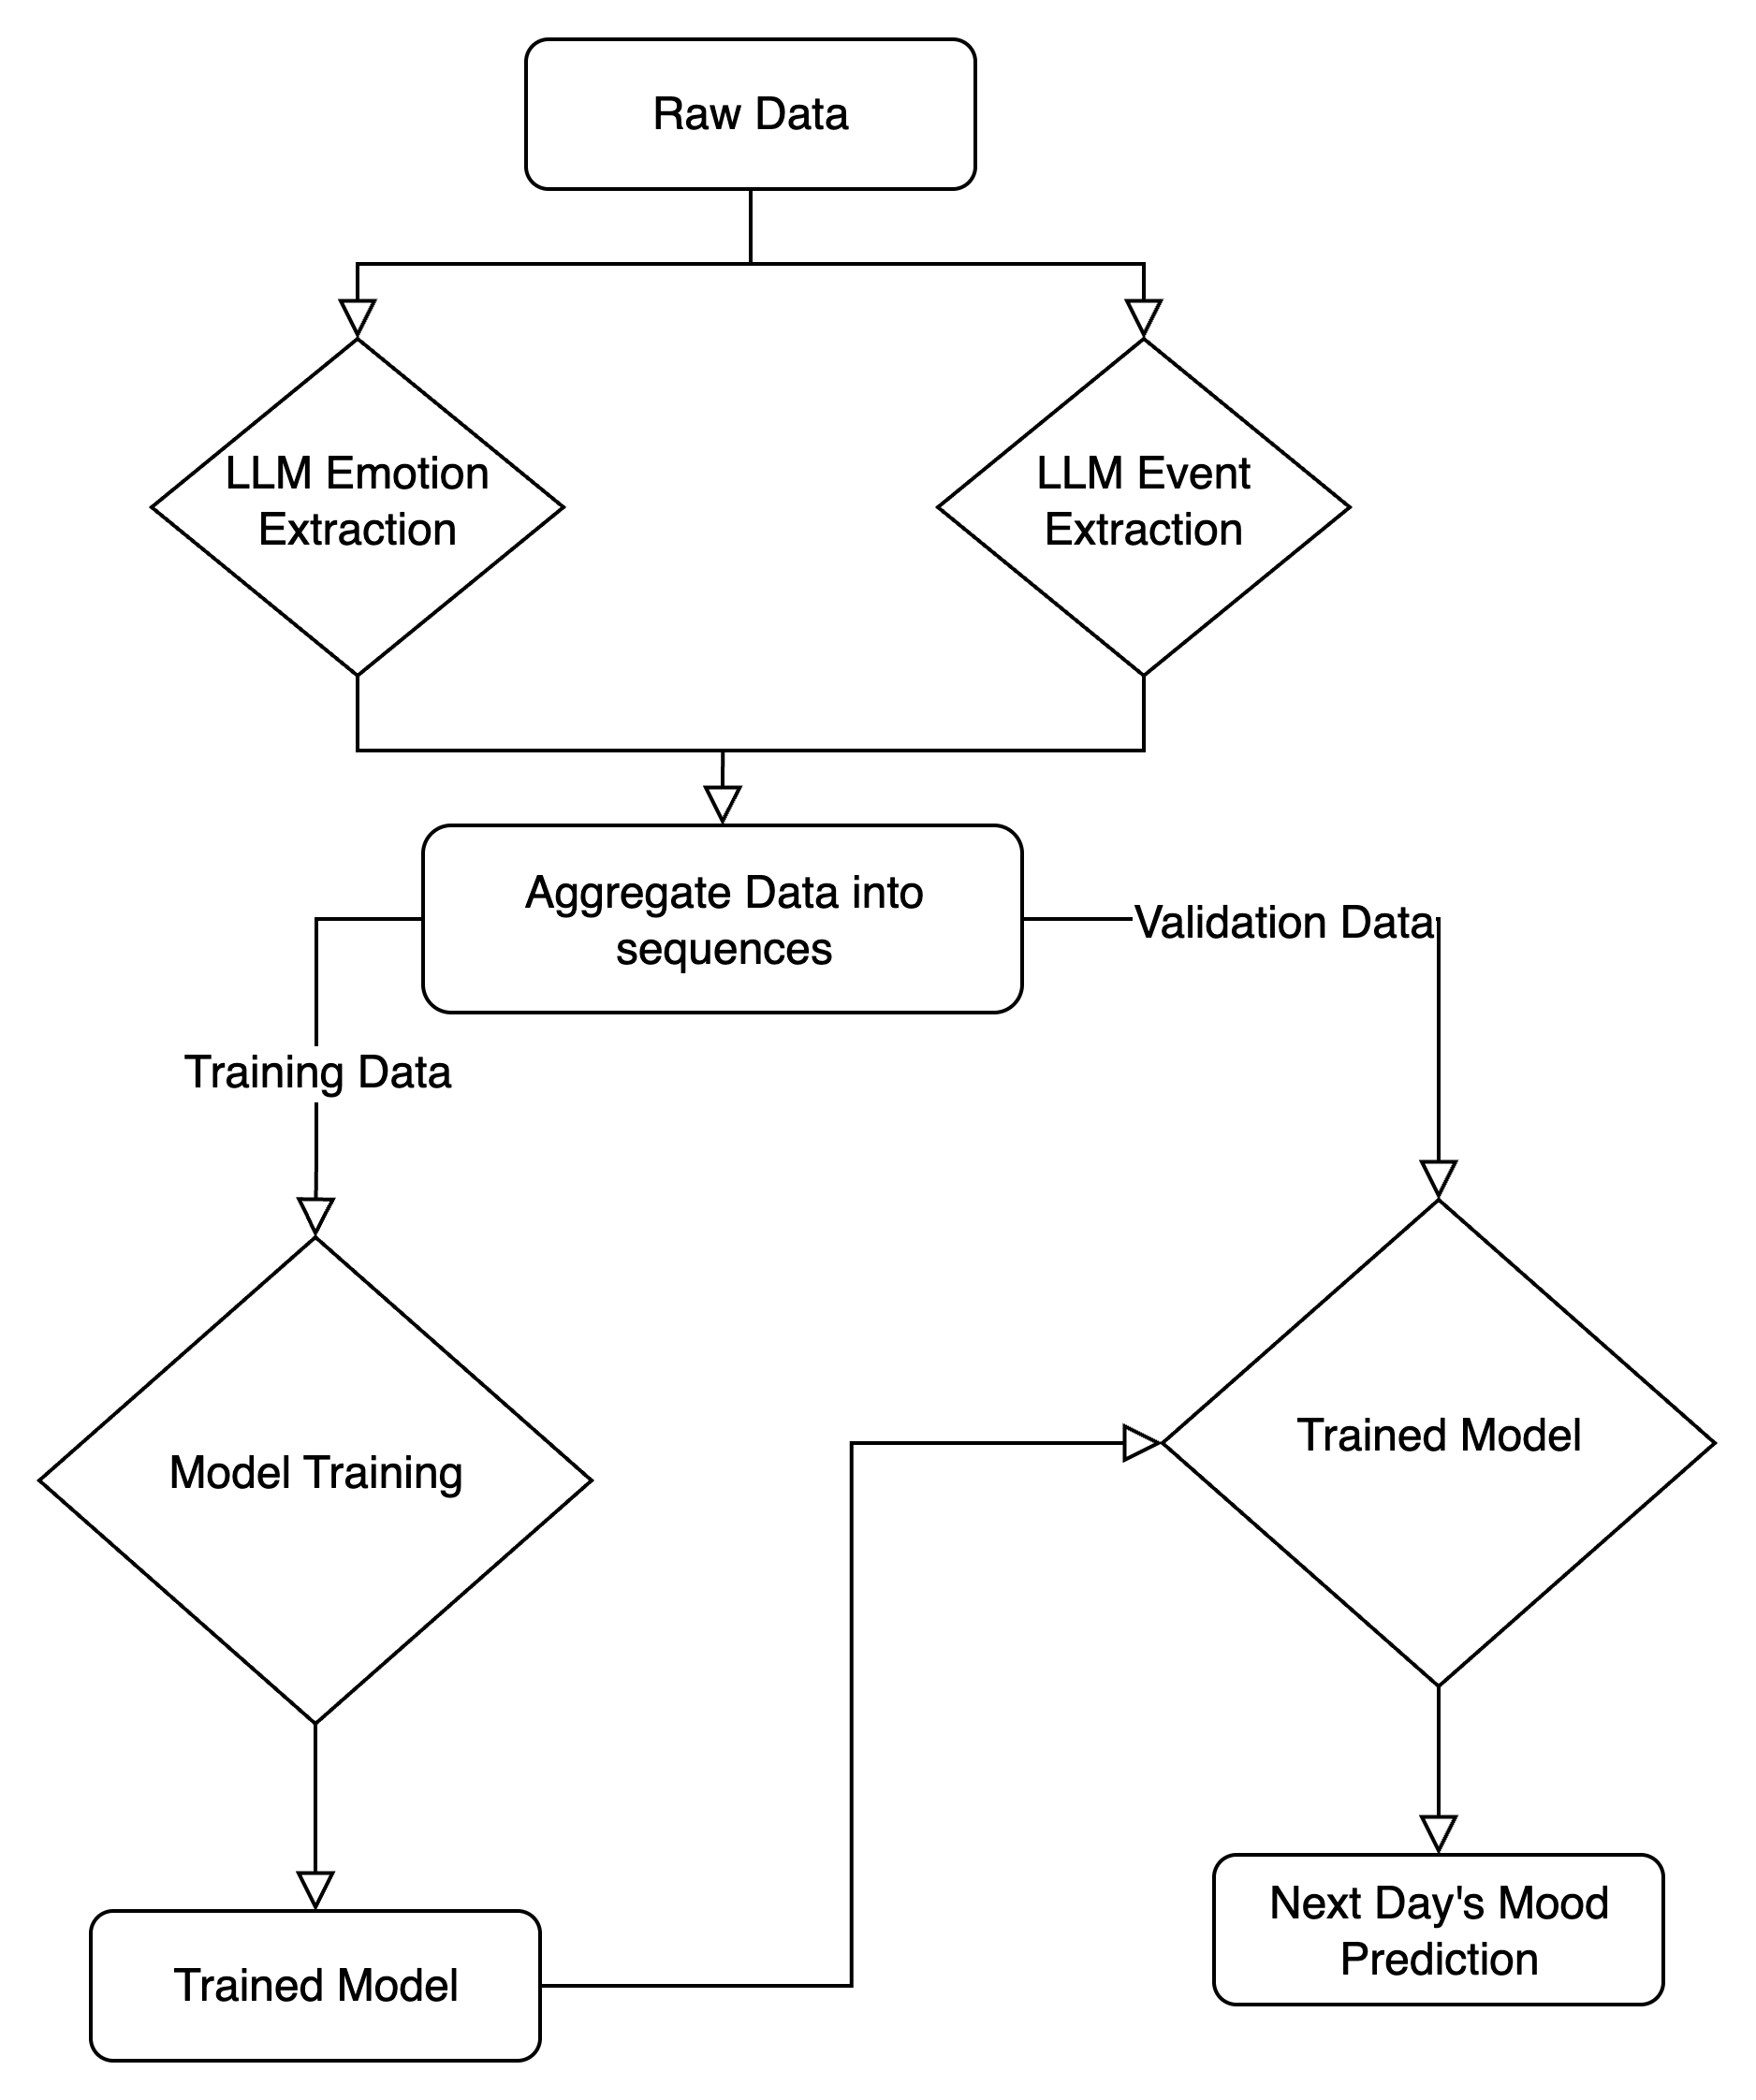 Raw Data
LLM Emotion
Extraction
LLM Event
Extraction
Aggregate Data into
sequences
Validation Data
Training Data
Model Training
Trained Model
Trained Model
Next Day's Mood
Prediction